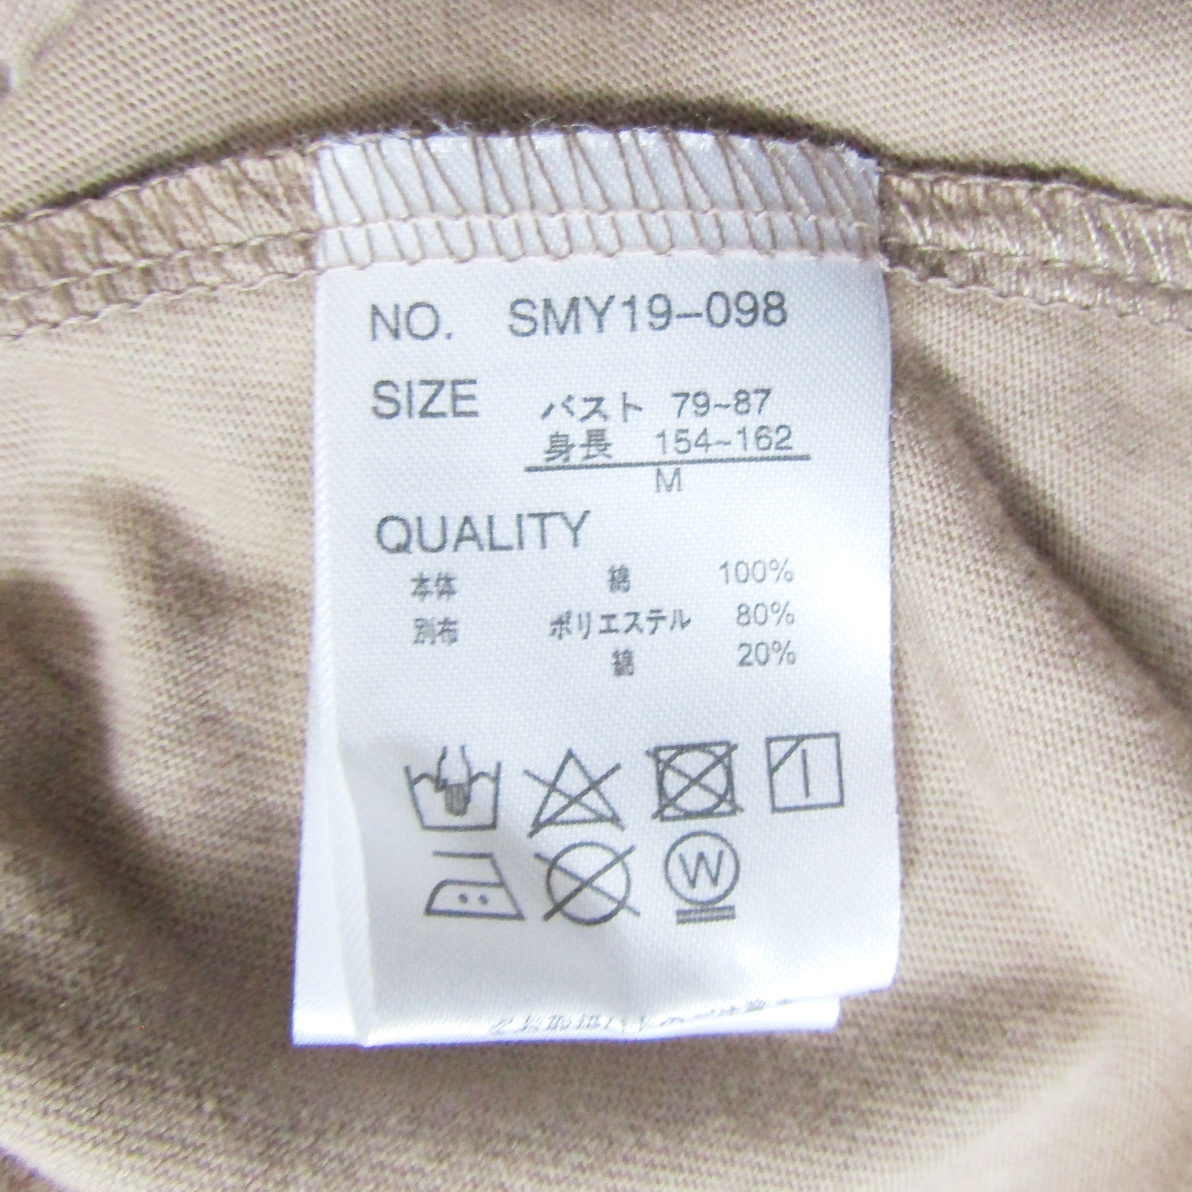 NO. SMY19-098
SIZE
バスト 79~87
身長 154~162
M
QUALITY
本体 綿 100%
別布 ポリエステル 80%
綿 20%
W